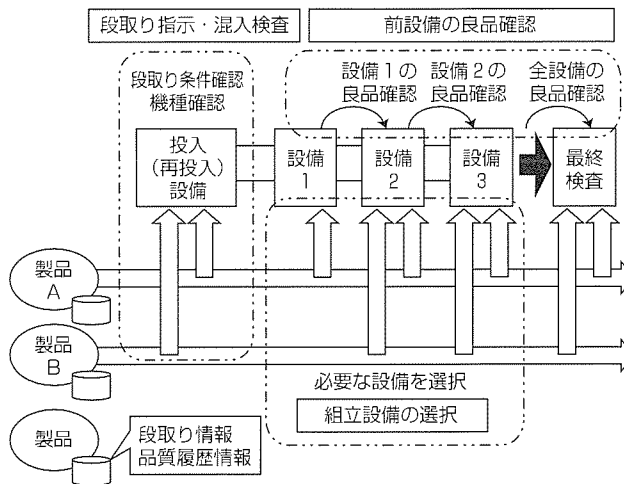 段取り指示・混入検査
前設備の良品確認
段取り条件確認
機種確認
設備1の
良品確認
設備2の
良品確認
全設備の
良品確認
投入
（再投入）
設備
設備
1
設備
2
設備
3
最終
検査
製品
A
製品
B
必要な設備を選択
組立設備の選択
製品
段取り情報
品質履歴情報